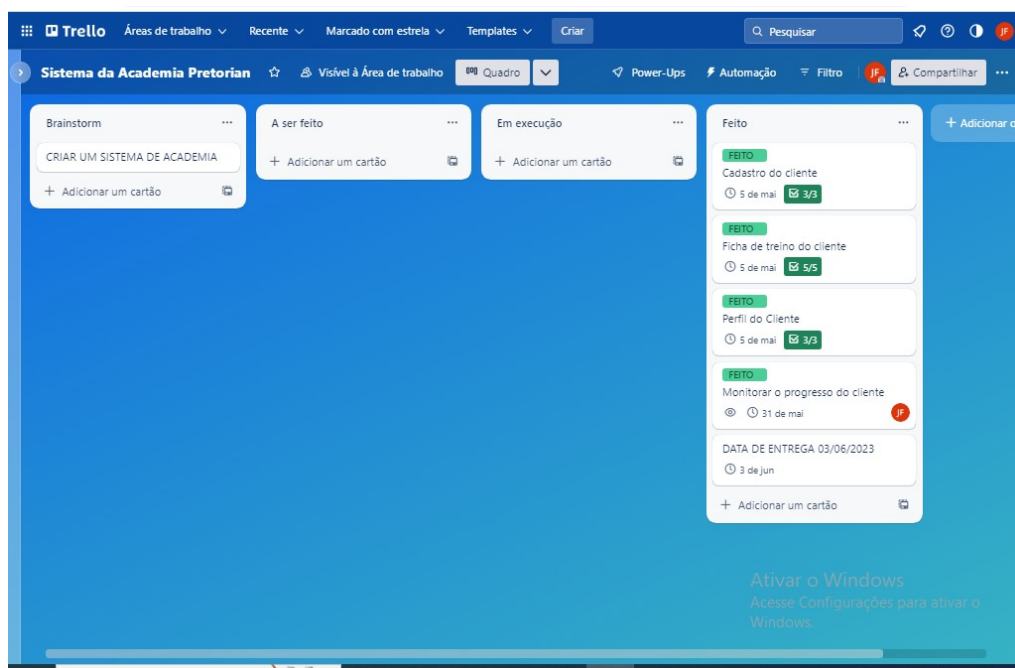 Trello Áreas de trabalho Recente Marcado com estrela Templates Criar Pesquisar JF
Sistema da Academia Pretorian Visível à Área de trabalho Quadro Power-Ups Automação Filtro JF Compartilhar
Brainstorm
CRIAR UM SISTEMA DE ACADEMIA
+ Adicionar um cartão
A ser feito
+ Adicionar um cartão
Em execução
+ Adicionar um cartão
Feito
FEITO
Cadastro do cliente
5 de mai 3/3
FEITO
Ficha de treino do cliente
5 de mai 5/5
FEITO
Perfil do Cliente
5 de mai 3/3
FEITO
Monitorar o progresso do cliente
31 de mai JF
DATA DE ENTREGA 03/06/2023
3 de jun
+ Adicionar um cartão
+ Adicionar o
Ativar o Windows
Acesse Configurações para ativar o
Windows.